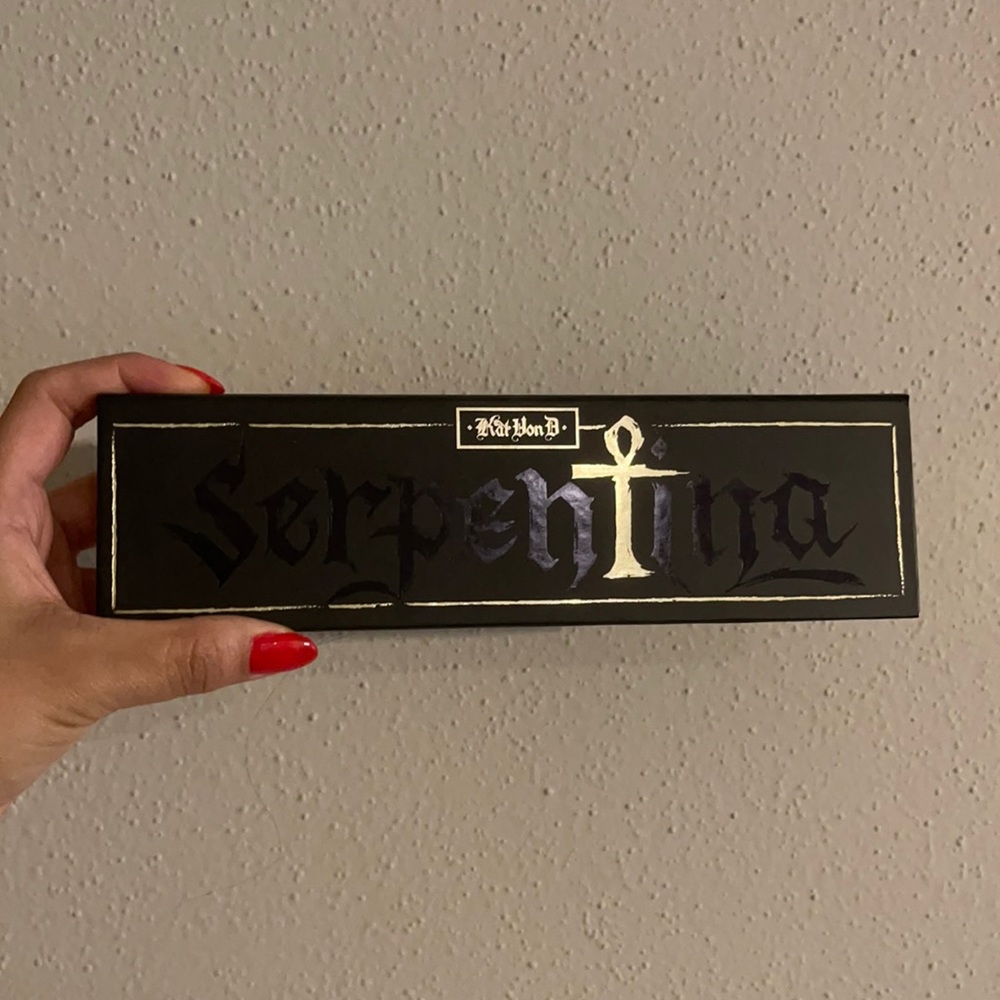 · Kat Von D ·
Serpentina